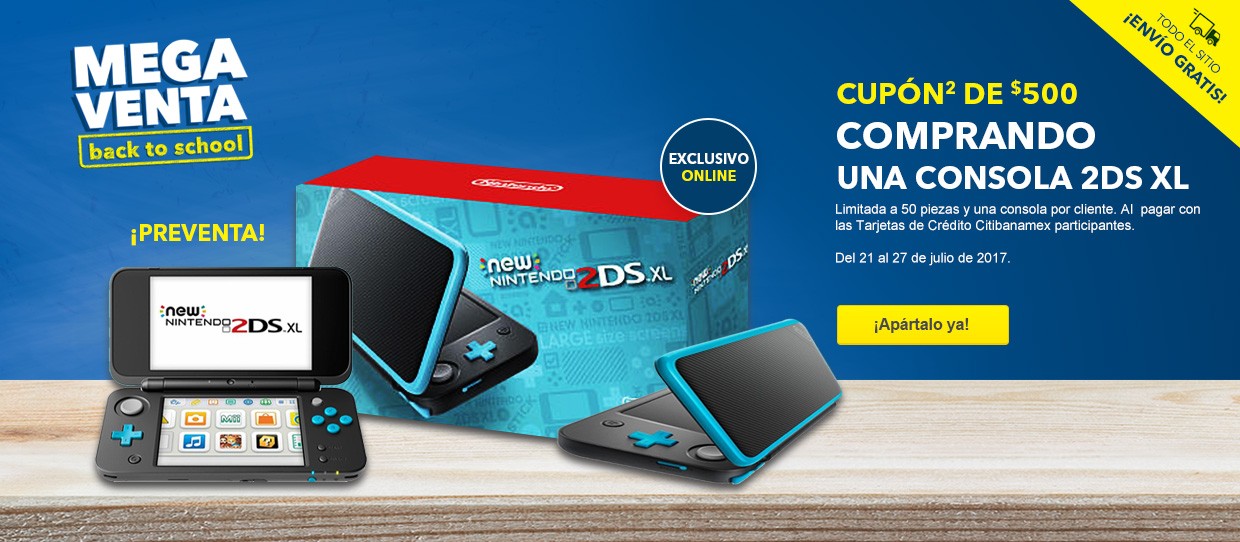 MEGA
VENTA
back to school
¡PREVENTA!
new
NINTENDO 2DS XL
Nintendo
new
NINTENDO 2DS XL
EXCLUSIVO
ONLINE
TODO EL SITIO
¡ENVÍO GRATIS!
CUPÓN² DE $500
COMPRANDO
UNA CONSOLA 2DS XL
Limitada a 50 piezas y una consola por cliente. Al pagar con
las Tarjetas de Crédito Citibanamex participantes.
Del 21 al 27 de julio de 2017.
¡Apártalo ya!